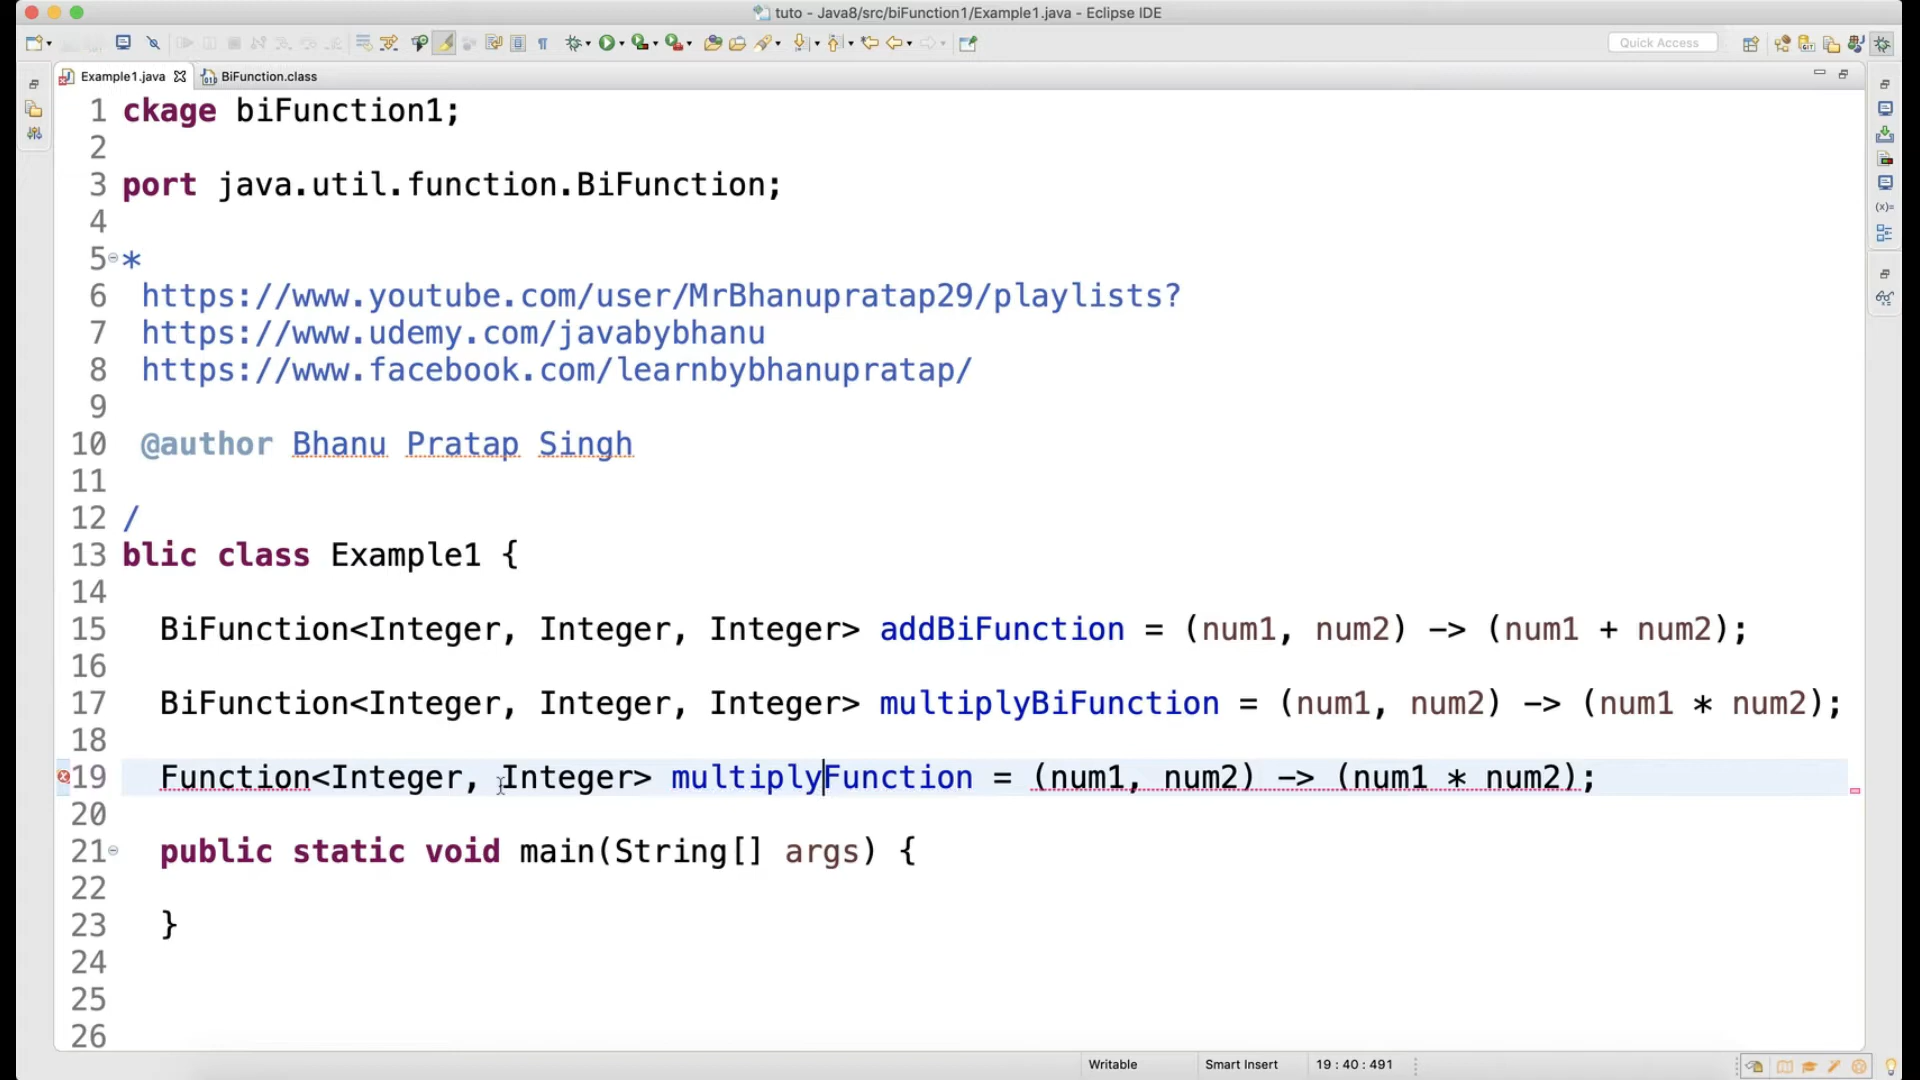 tuto - Java8/src/biFunction1/Example1.java - Eclipse IDE
Quick Access
Example1.java
BiFunction.class
1 ckage biFunction1;
2
3 port java.util.function.BiFunction;
4
5 *
6 https://www.youtube.com/user/MrBhanupratap29/playlists?
7 https://www.udemy.com/javabybhanu
8 https://www.facebook.com/learnbybhanupratap/
9
10 @author Bhanu Pratap Singh
11
12 /
13 blic class Example1 {
14
15 BiFunction<Integer, Integer, Integer> addBiFunction = (num1, num2) -> (num1 + num2);
16
17 BiFunction<Integer, Integer, Integer> multiplyBiFunction = (num1, num2) -> (num1 * num2);
18
19 Function<Integer, Integer> multiplyFunction = (num1, num2) -> (num1 * num2);
20
21 public static void main(String[] args) {
22
23 }
24
25
26
Writable
Smart Insert
19 : 40 : 491